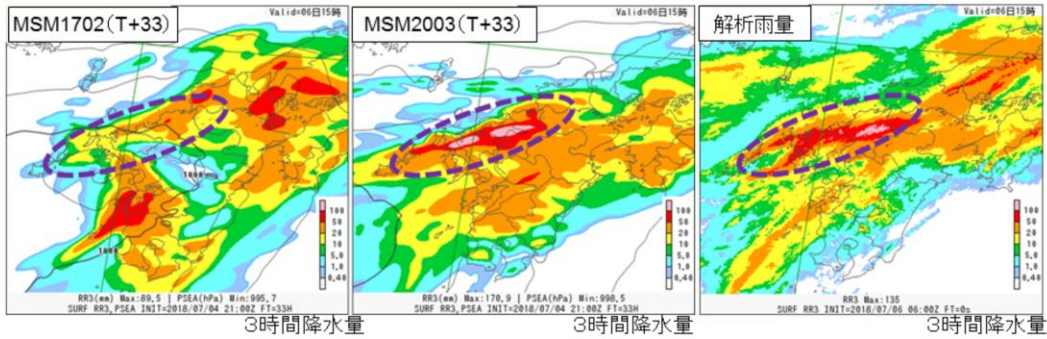 MSM1702(T+33)
Valid=06日15時
1000
1000
100
50
20
10
5,0
1,0
0,40
RR3(mm) Max:89,5 | PSEA(hPa) Min:995,7
SURF RR3,PSEA INIT=2018/07/04 21:00Z FT=33H
3時間降水量
MSM2003(T+33)
Valid=06日15時
100
50
20
10
5,0
1,0
0,40
RR3(mm) Max:170,9 | PSEA(hPa) Min:998,5
SURF RR3,PSEA INIT=2018/07/04 21:00Z FT=33H
3時間降水量
解析雨量
Valid=06日15時
100
50
20
10
5,0
1,0
0,40
RR3 Max:135
SURF RR3 INIT=2018/07/06 06:00Z FT=0s
3時間降水量